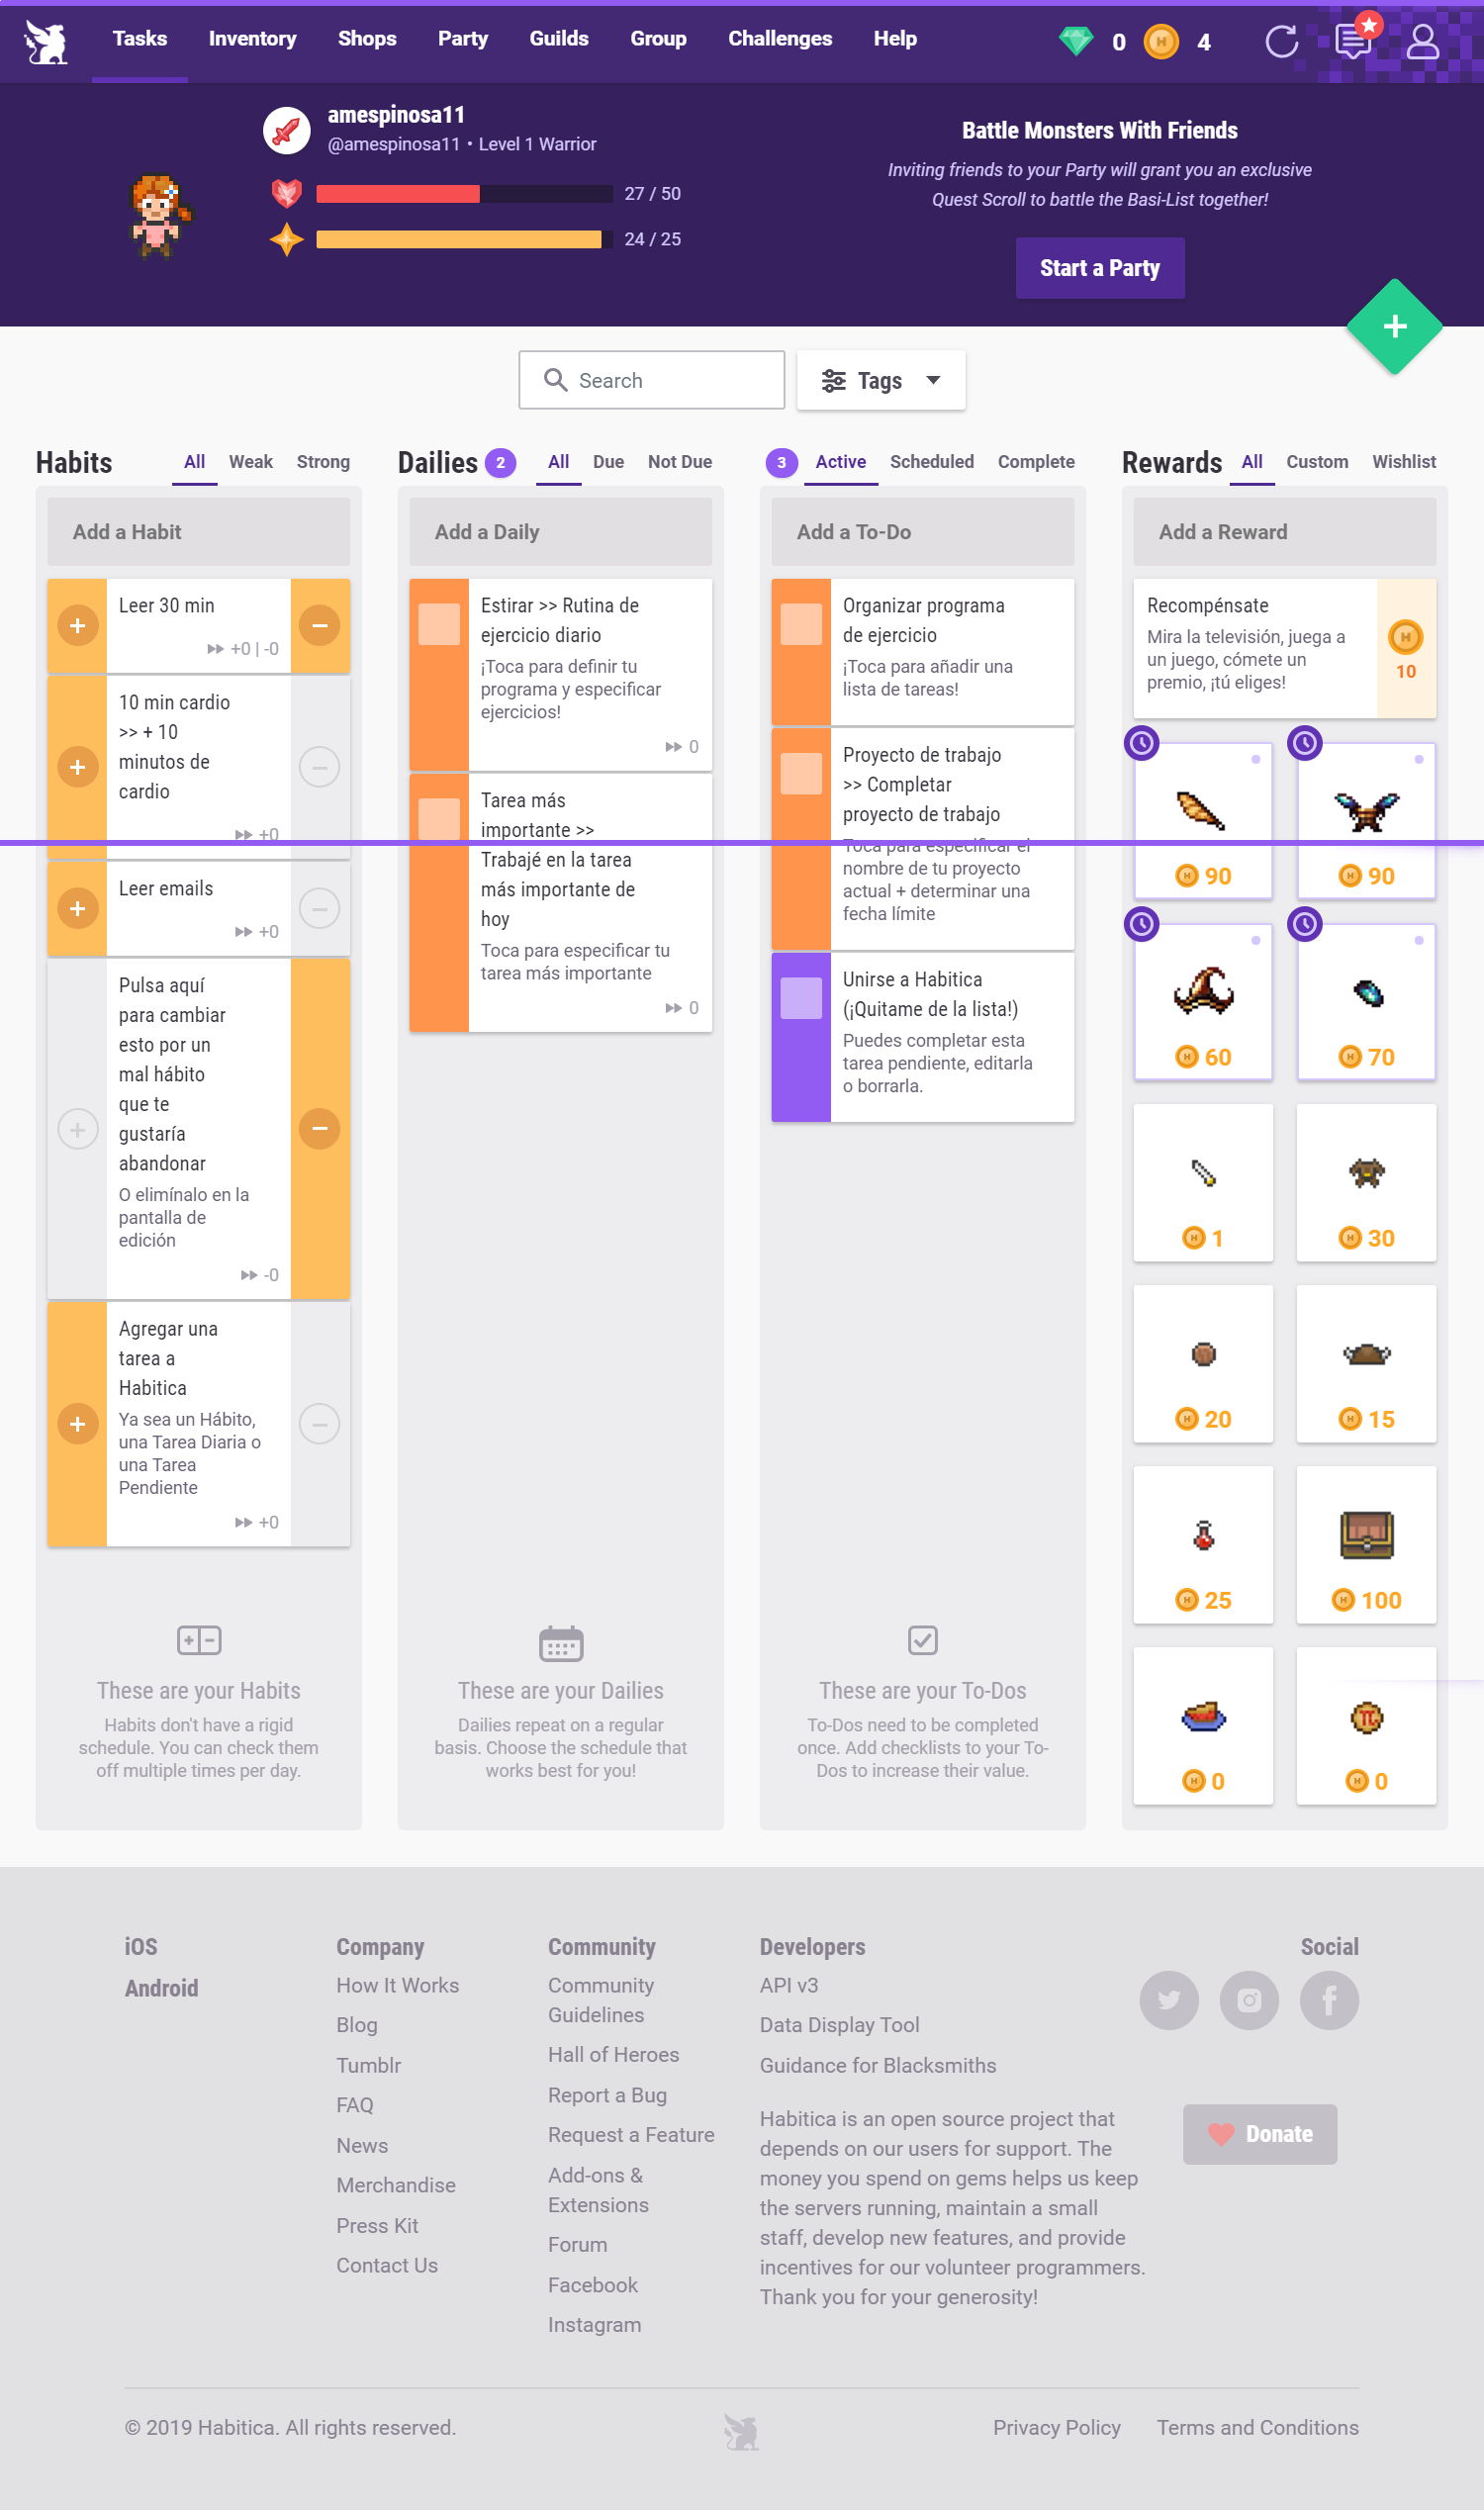 Tasks Inventory Shops Party Guilds Group Challenges Help 0 4
amespinosa11
@amespinosa11 • Level 1 Warrior
27 / 50
24 / 25
Battle Monsters With Friends
Inviting friends to your Party will grant you an exclusive
Quest Scroll to battle the Basi-List together!
Start a Party
Search
Tags
Habits All Weak Strong
Add a Habit
Leer 30 min
+0 | -0
10 min cardio
>> + 10
minutos de
cardio
+0
Leer emails
+0
Pulsa aquí
para cambiar
esto por un
mal hábito
que te
gustaría
abandonar
O elimínalo en la
pantalla de
edición
-0
Agregar una
tarea a
Habitica
Ya sea un Hábito,
una Tarea Diaria o
una Tarea
Pendiente
+0
These are your Habits
Habits don't have a rigid
schedule. You can check them
off multiple times per day.
Dailies 2 All Due Not Due
Add a Daily
Estirar >> Rutina de
ejercicio diario
¡Toca para definir tu
programa y especificar
ejercicios!
0
Tarea más
importante >>
Trabajé en la tarea
más importante de
hoy
Toca para especificar tu
tarea más importante
0
These are your Dailies
Dailies repeat on a regular
basis. Choose the schedule that
works best for you!
3 Active Scheduled Complete
Add a To-Do
Organizar programa
de ejercicio
¡Toca para añadir una
lista de tareas!
Proyecto de trabajo
>> Completar
proyecto de trabajo
Toca para especificar el
nombre de tu proyecto
actual + determinar una
fecha límite
Unirse a Habitica
(¡Quitame de la lista!)
Puedes completar esta
tarea pendiente, editarla
o borrarla.
These are your To-Dos
To-Dos need to be completed
once. Add checklists to your To-
Dos to increase their value.
Rewards All Custom Wishlist
Add a Reward
Recompénsate
Mira la televisión, juega a
un juego, cómete un
premio, ¡tú eliges!
10
90 90
60 70
1 30
20 15
25 100
0 0
iOS
Android
Company
How It Works
Blog
Tumblr
FAQ
News
Merchandise
Press Kit
Contact Us
Community
Community
Guidelines
Hall of Heroes
Report a Bug
Request a Feature
Add-ons &
Extensions
Forum
Facebook
Instagram
Developers
API v3
Data Display Tool
Guidance for Blacksmiths
Habitica is an open source project that
depends on our users for support. The
money you spend on gems helps us keep
the servers running, maintain a small
staff, develop new features, and provide
incentives for our volunteer programmers.
Thank you for your generosity!
Social
Donate
© 2019 Habitica. All rights reserved.
Privacy Policy Terms and Conditions